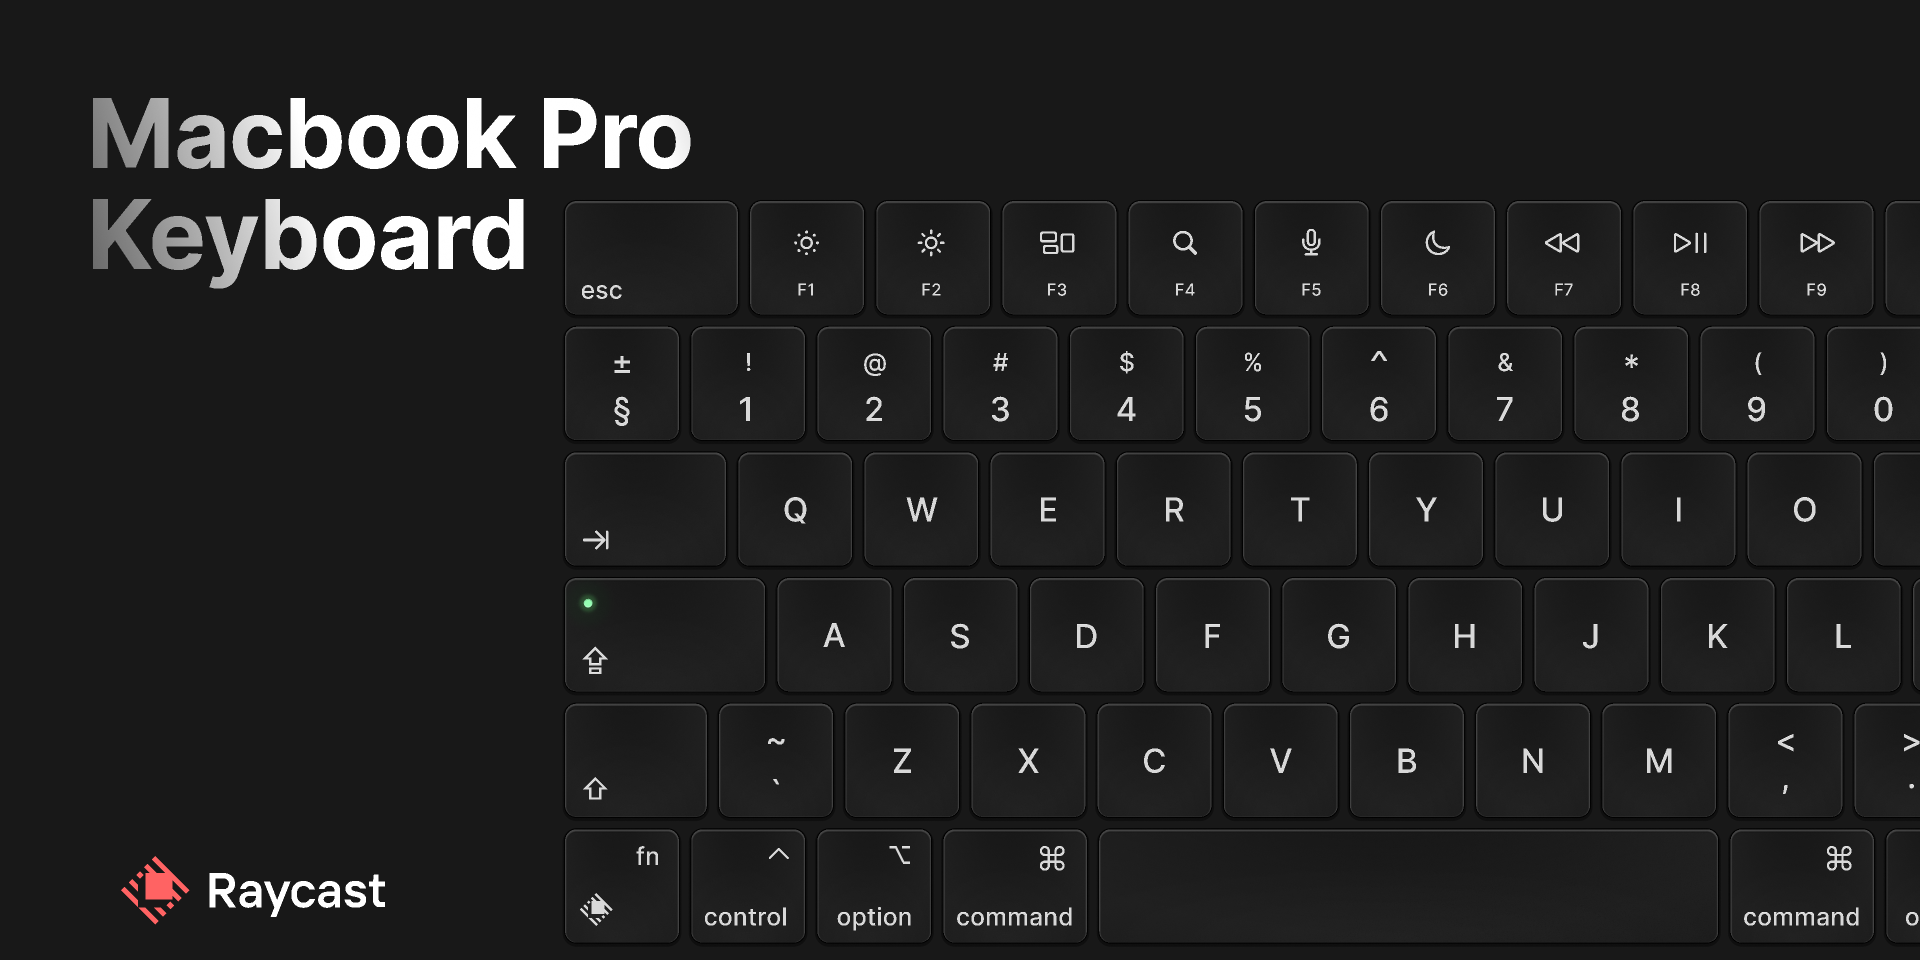 Macbook Pro
Keyboard
esc
F1 F2 F3 F4 F5 F6 F7 F8 F9
± ! @ # $ % ^ & * ( )
§ 1 2 3 4 5 6 7 8 9 0
Q W E R T Y U I O
A S D F G H J K L
~ < >
` Z X C V B N M , .
fn ^ ⌥ ⌘ ⌘
control option command command o
Raycast